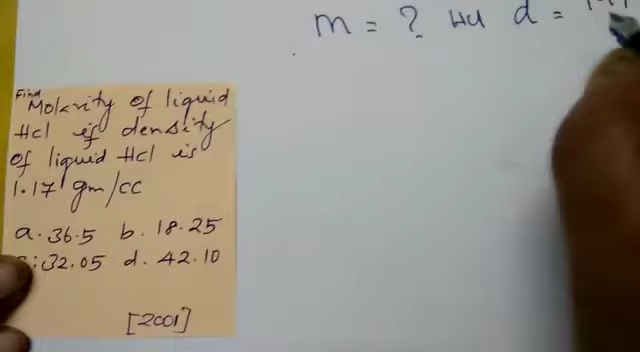 m = ? HCl d =
Find
Molarity of liquid
HCl if density
of liquid HCl is
1.17 gm/cc
a. 36.5 b. 18.25
: 32.05 d. 42.10
[2001]